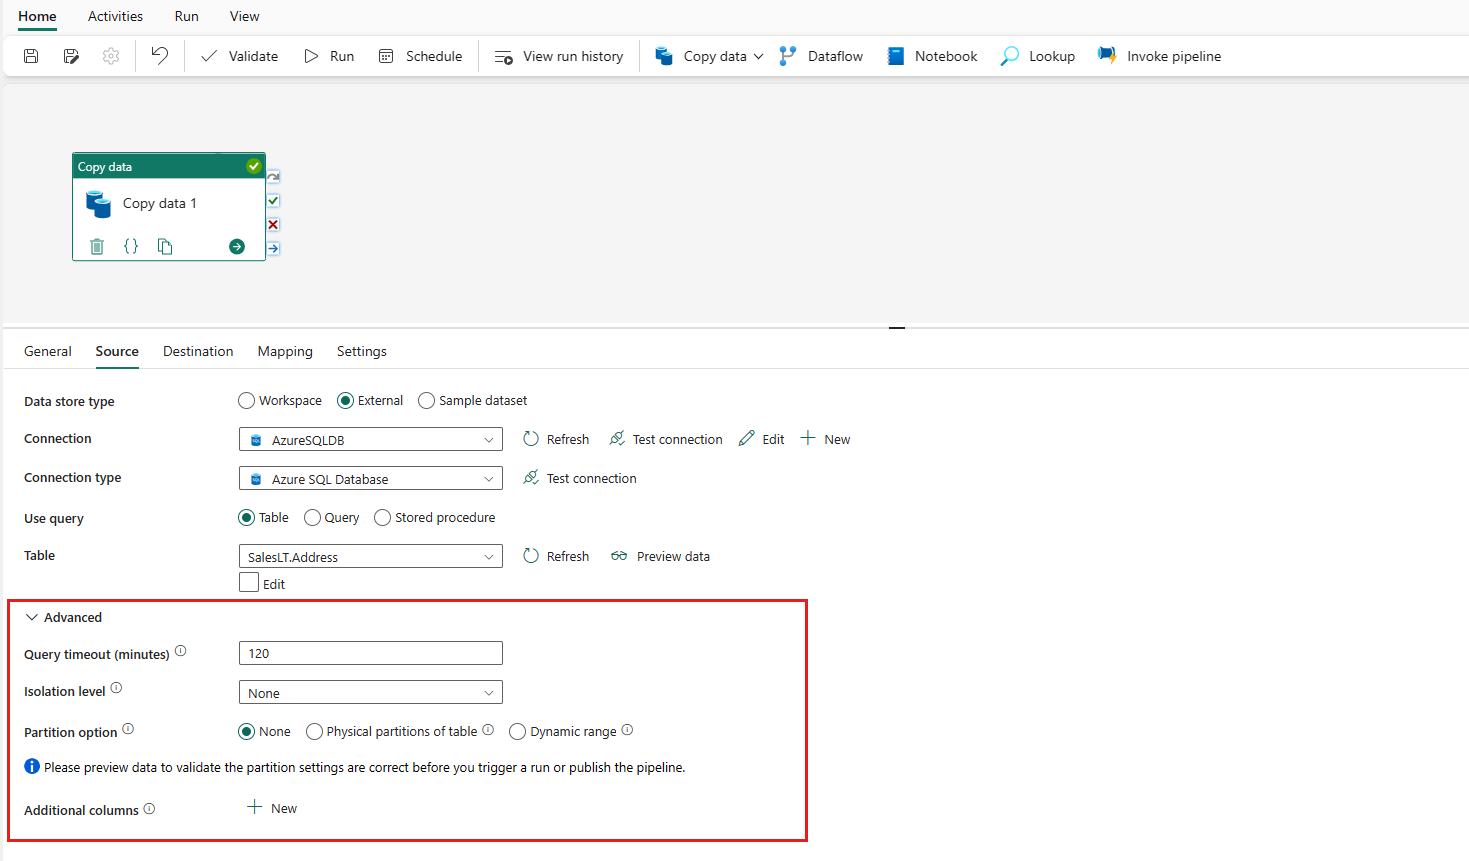 Home Activities Run View
Validate Run Schedule View run history Copy data Dataflow Notebook Lookup Invoke pipeline
Copy data
Copy data 1
General Source Destination Mapping Settings
Data store type Workspace External Sample dataset
Connection AzureSQLDB Refresh Test connection Edit New
Connection type Azure SQL Database Test connection
Use query Table Query Stored procedure
Table SalesLT.Address Refresh Preview data
Edit
Advanced
Query timeout (minutes) 120
Isolation level None
Partition option None Physical partitions of table Dynamic range
Please preview data to validate the partition settings are correct before you trigger a run or publish the pipeline.
Additional columns New